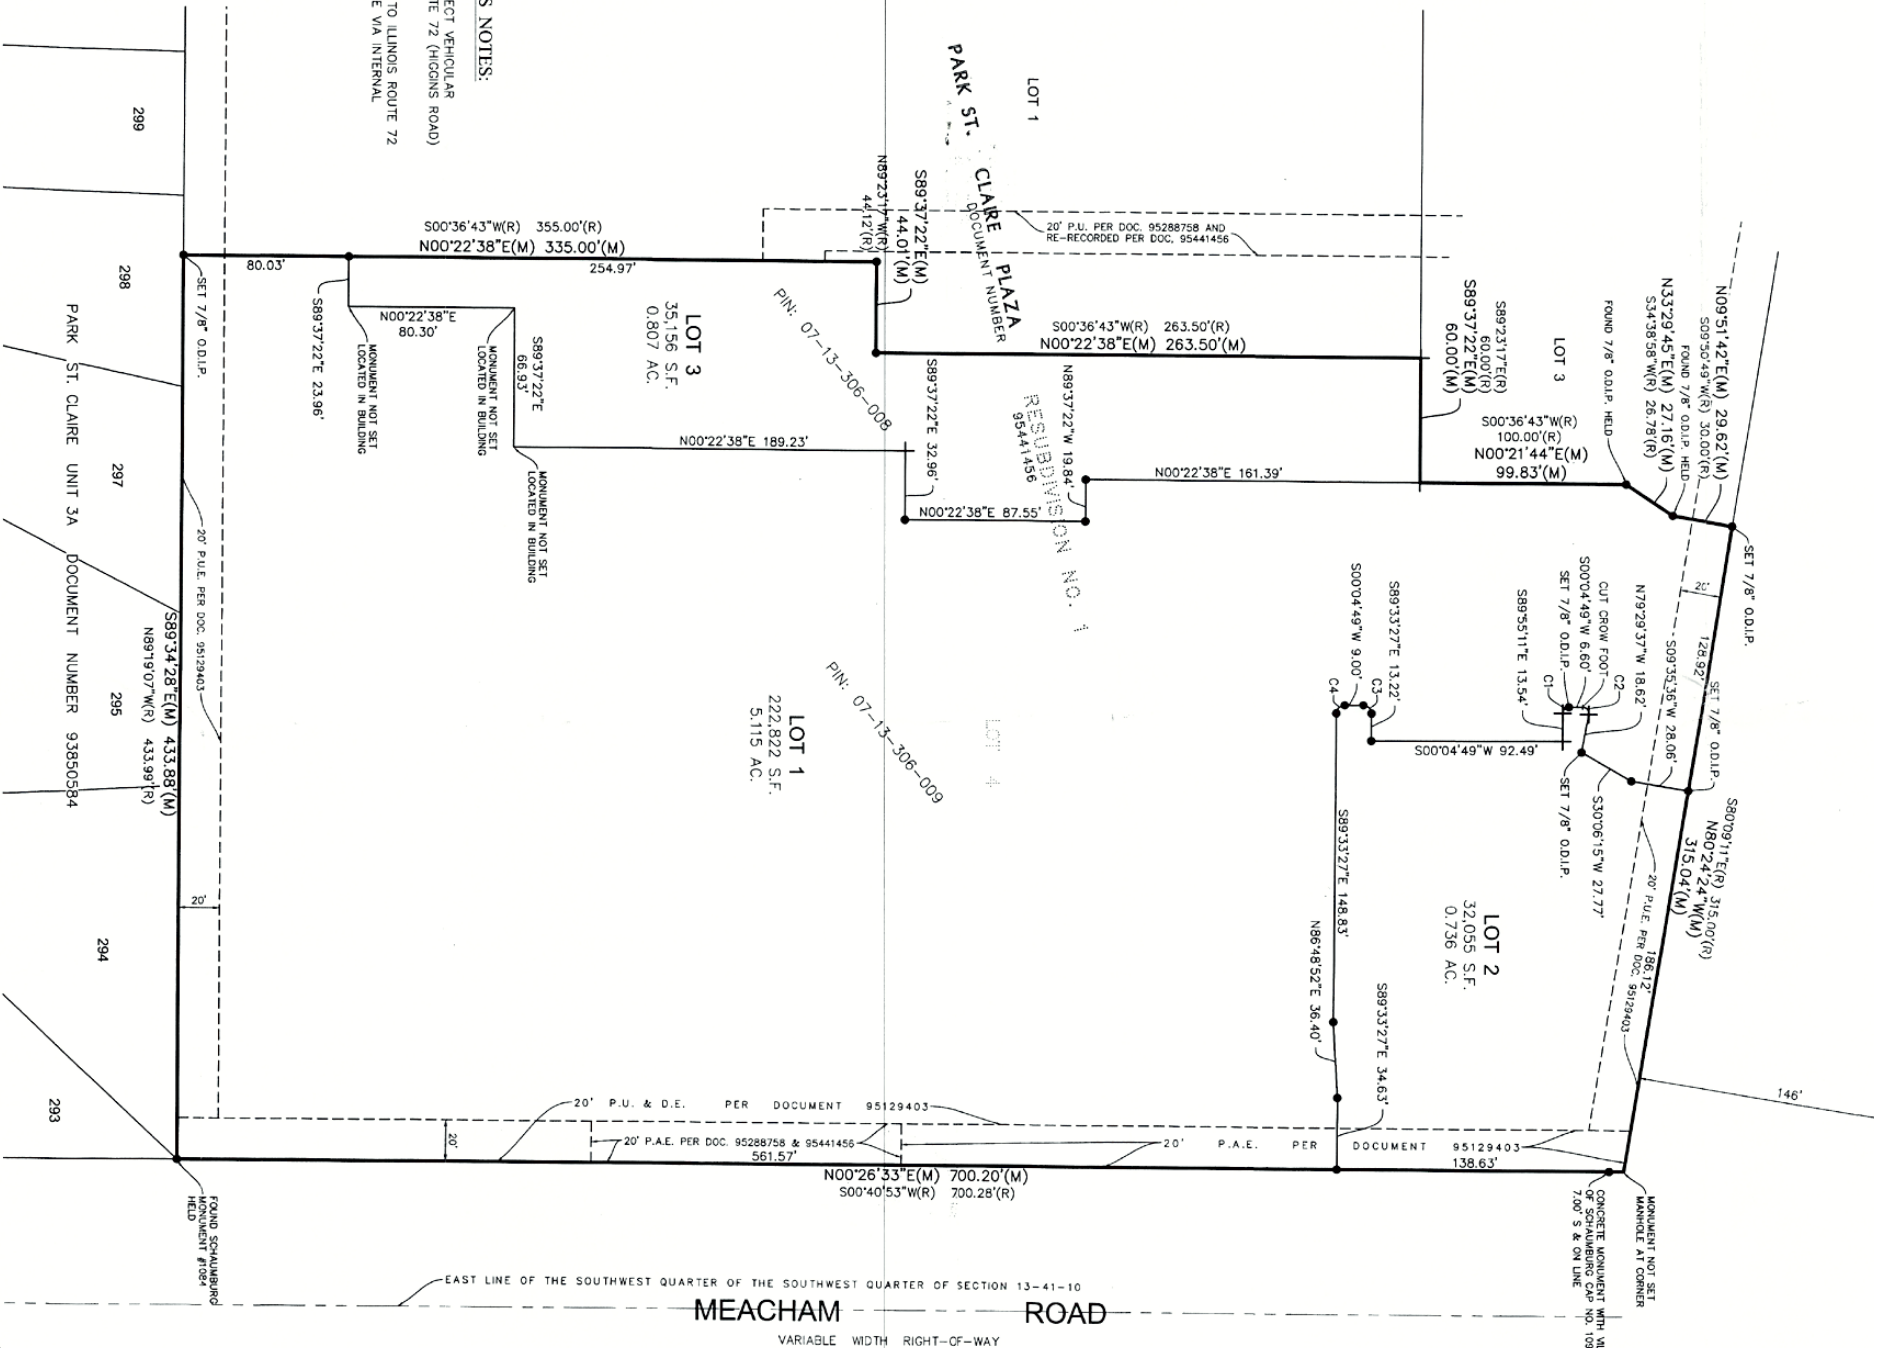 S NOTES:
ECT VEHICULAR
TE 72 (HIGGINS ROAD)
TO ILLINOIS ROUTE 72
E VIA INTERNAL
299
298
297
295
294
293
PARK ST. CLAIRE UNIT 3A DOCUMENT NUMBER 93850584
LOT 1
PARK ST. CLAIRE PLAZA
DOCUMENT NUMBER
RESUBDIVISION NO. 1
95441456
S00°36'43"W(R) 355.00'(R)
N00°22'38"E(M) 335.00'(M)
80.03'
254.97'
SET 7/8" O.D.I.P.
S89°37'22"E 23.96'
MONUMENT NOT SET
LOCATED IN BUILDING
N00°22'38"E
80.30'
MONUMENT NOT SET
LOCATED IN BUILDING
S89°37'22"E
66.93'
MONUMENT NOT SET
LOCATED IN BUILDING
LOT 3
35,156 S.F.
0.807 AC.
PIN: 07-13-306-008
N00°22'38"E 189.23'
S89°37'22"E(M)
44.01'(M)
N89°23'17"W(R)
44.12'(R)
20' P.U. PER DOC. 95288758 AND
RE-RECORDED PER DOC. 95441456
S00°36'43"W(R) 263.50'(R)
N00°22'38"E(M) 263.50'(M)
S89°37'22"E 32.96'
N00°22'38"E 87.55'
N89°37'22"W 19.84'
N00°22'38"E 161.39'
S89°23'17"E(R)
60.00'(R)
S89°37'22"E(M)
60.00'(M)
LOT 3
S00°36'43"W(R)
100.00'(R)
N00°21'44"E(M)
99.83'(M)
FOUND 7/8" O.D.I.P. HELD
N33°29'45"E(M) 27.16'(M)
S34°38'58"W(R) 26.78'(R)
FOUND 7/8" O.D.I.P. HELD
N09°51'42"E(M) 29.62'(M)
S09°50'49"W(R) 30.00'(R)
SET 7/8" O.D.I.P.
20'
128.92'
SET 7/8" O.D.I.P.
S09°35'36"W 28.06'
N79°29'37"W 18.62'
C2
CUT CROW FOOT
S00°04'49"W 6.60'
SET 7/8" O.D.I.P.
C1
S89°55'11"E 13.54'
S89°33'27"E 13.22'
C3
S00°04'49"W 9.00'
C4
S00°04'49"W 92.49'
SET 7/8" O.D.I.P.
S30°06'15"W 27.77'
S80°09'11"E(R) 315.00'(R)
N80°24'24"W(M)
315.04'(M)
20' P.U.E. PER DOC. 95129403
186.12'
146'
LOT 2
32,055 S.F.
0.736 AC.
S89°33'27"E 148.83'
N86°48'52"E 36.40'
S89°33'27"E 34.63'
LOT 4
LOT 1
222,822 S.F.
5.115 AC.
PIN: 07-13-306-009
20' P.U.E. PER DOC. 95129403
S89°34'28"E(M) 433.88'(M)
N89°19'07"W(R) 433.99'(R)
20'
20' P.U. & D.E. PER DOCUMENT 95129403
20'
20' P.A.E. PER DOC. 95288758 & 95441456
20' P.A.E. PER DOCUMENT 95129403
561.57'
138.63'
N00°26'33"E(M) 700.20'(M)
S00°40'53"W(R) 700.28'(R)
FOUND SCHAUMBURG
MONUMENT #1084
HELD
MONUMENT NOT SET
MANHOLE AT CORNER
CONCRETE MONUMENT WITH
OF SCHAUMBURG CAP NO. 109
7.00' S & ON LINE
EAST LINE OF THE SOUTHWEST QUARTER OF THE SOUTHWEST QUARTER OF SECTION 13-41-10
MEACHAM ROAD
VARIABLE WIDTH RIGHT-OF-WAY